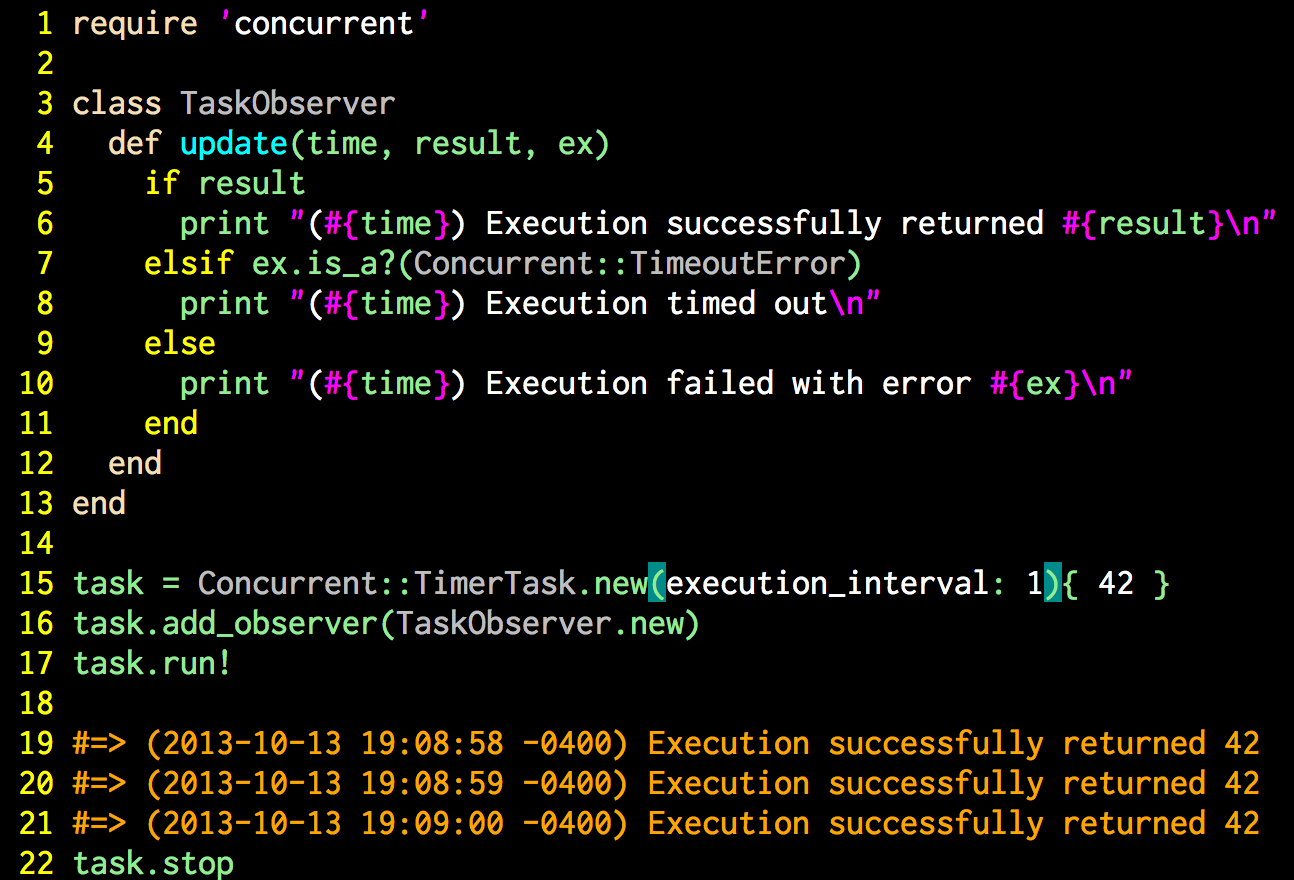 1 require 'concurrent'
2
3 class TaskObserver
4   def update(time, result, ex)
5     if result
6       print "(#{time}) Execution successfully returned #{result}\n"
7     elsif ex.is_a?(Concurrent::TimeoutError)
8       print "(#{time}) Execution timed out\n"
9     else
10       print "(#{time}) Execution failed with error #{ex}\n"
11     end
12   end
13 end
14
15 task = Concurrent::TimerTask.new(execution_interval: 1){ 42 }
16 task.add_observer(TaskObserver.new)
17 task.run!
18
19 #=> (2013-10-13 19:08:58 -0400) Execution successfully returned 42
20 #=> (2013-10-13 19:08:59 -0400) Execution successfully returned 42
21 #=> (2013-10-13 19:09:00 -0400) Execution successfully returned 42
22 task.stop